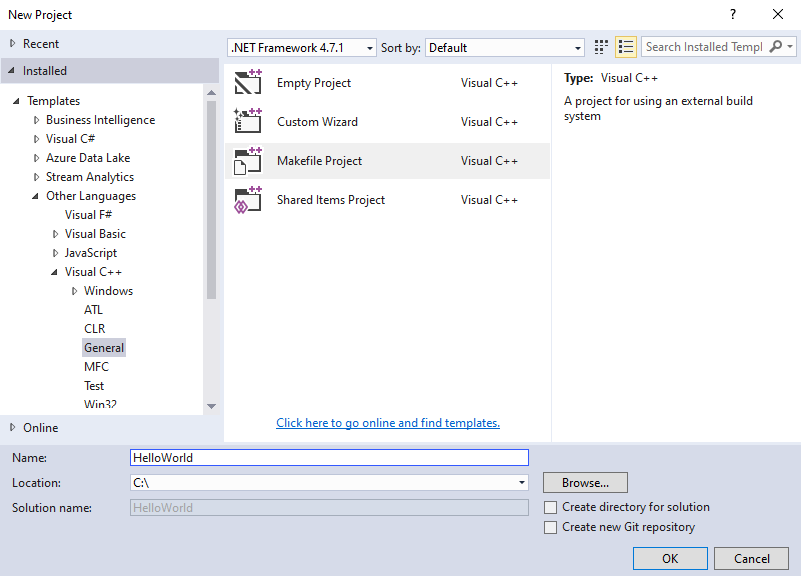 New Project
?
Recent
Installed
Templates
Business Intelligence
Visual C#
Azure Data Lake
Stream Analytics
Other Languages
Visual F#
Visual Basic
JavaScript
Visual C++
Windows
ATL
CLR
General
MFC
Test
Win32
Online
.NET Framework 4.7.1
Sort by: Default
Search Installed Templ
Empty Project Visual C++
Custom Wizard Visual C++
Makefile Project Visual C++
Shared Items Project Visual C++
Click here to go online and find templates.
Type: Visual C++
A project for using an external build
system
Name: HelloWorld
Location: C:\
Browse...
Solution name: HelloWorld
Create directory for solution
Create new Git repository
OK
Cancel